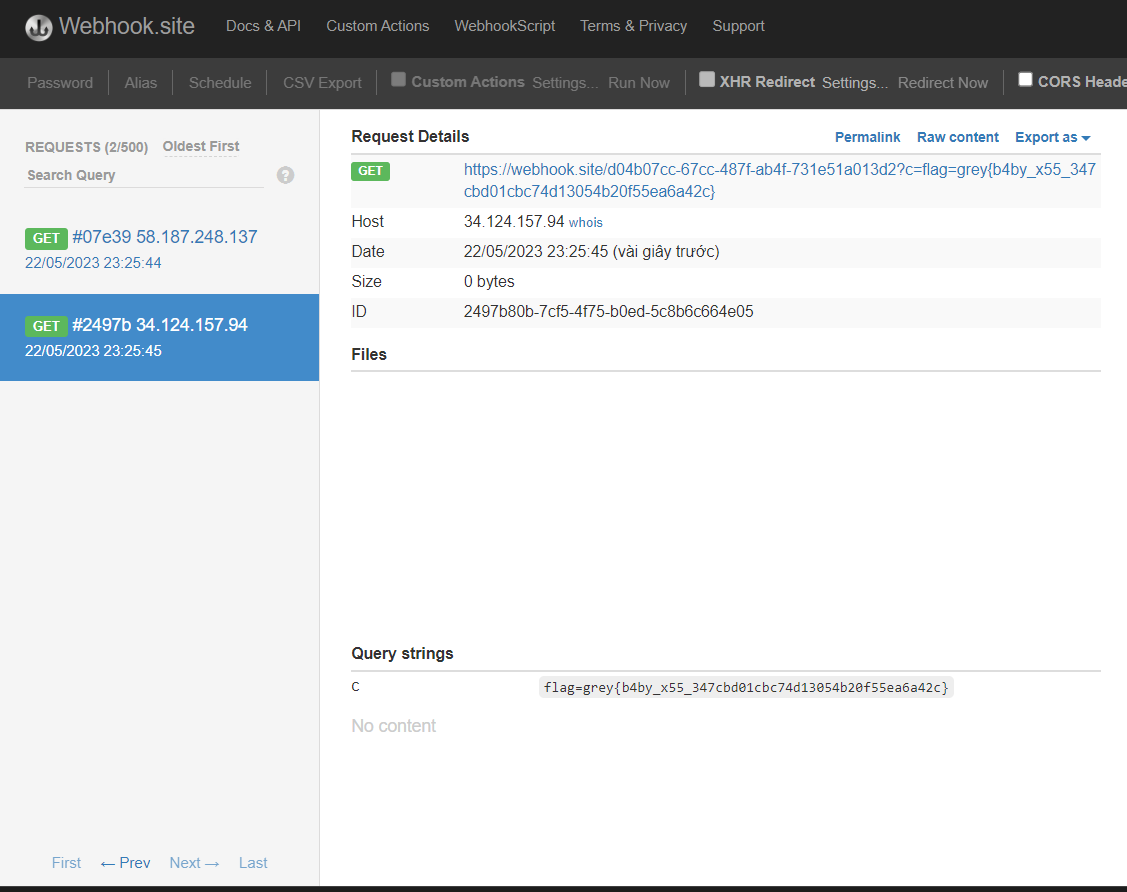 Webhook.site Docs & API Custom Actions WebhookScript Terms & Privacy Support
Password Alias Schedule CSV Export Custom Actions Settings... Run Now XHR Redirect Settings... Redirect Now CORS Heade
REQUESTS (2/500) Oldest First
Search Query ?
GET #07e39 58.187.248.137
22/05/2023 23:25:44
GET #2497b 34.124.157.94
22/05/2023 23:25:45
First ← Prev Next → Last
Request Details Permalink Raw content Export as
GET https://webhook.site/d04b07cc-67cc-487f-ab4f-731e51a013d2?c=flag=grey{b4by_x55_347
cbd01cbc74d13054b20f55ea6a42c}
Host 34.124.157.94 whois
Date 22/05/2023 23:25:45 (vài giây trước)
Size 0 bytes
ID 2497b80b-7cf5-4f75-b0ed-5c8b6c664e05
Files
Query strings
c flag=grey{b4by_x55_347cbd01cbc74d13054b20f55ea6a42c}
No content